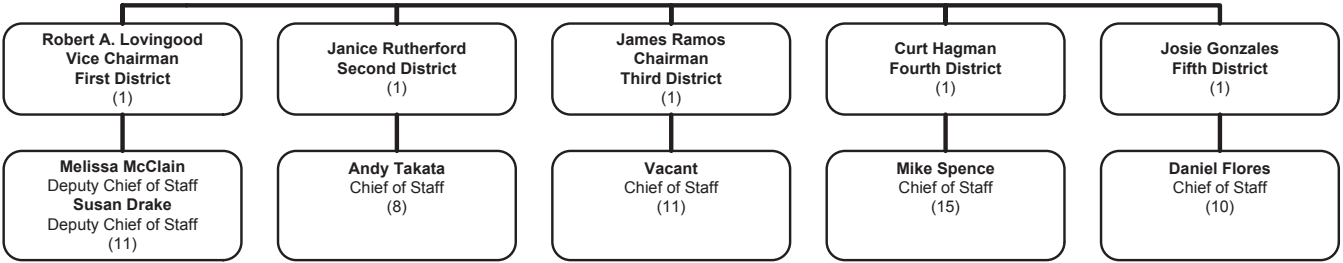 Robert A. Lovingood
Vice Chairman
First District
(1)
Janice Rutherford
Second District
(1)
James Ramos
Chairman
Third District
(1)
Curt Hagman
Fourth District
(1)
Josie Gonzales
Fifth District
(1)
Melissa McClain
Deputy Chief of Staff
Susan Drake
Deputy Chief of Staff
(11)
Andy Takata
Chief of Staff
(8)
Vacant
Chief of Staff
(11)
Mike Spence
Chief of Staff
(15)
Daniel Flores
Chief of Staff
(10)